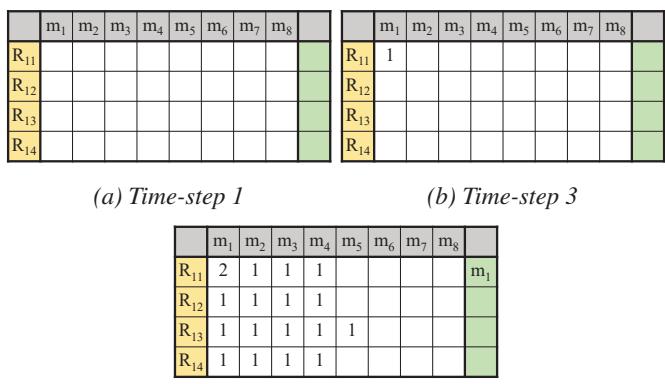 m1 m2 m3 m4 m5 m6 m7 m8
R11
R12
R13
R14
(a) Time-step 1
m1 m2 m3 m4 m5 m6 m7 m8
R11 1
R12
R13
R14
(b) Time-step 3
m1 m2 m3 m4 m5 m6 m7 m8
R11 2 1 1 1 m1
R12 1 1 1 1
R13 1 1 1 1 1
R14 1 1 1 1